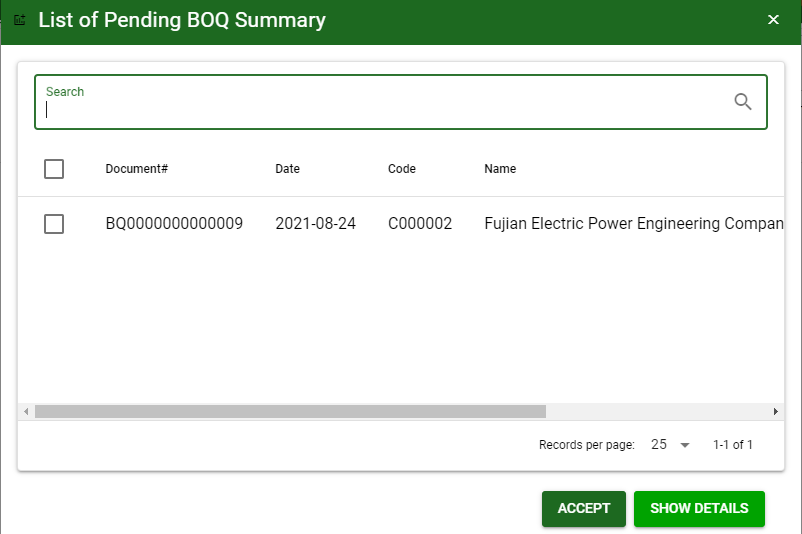 List of Pending BOQ Summary
Search
Document# Date Code Name
BQ0000000000009 2021-08-24 C000002 Fujian Electric Power Engineering Compan
Records per page: 25 1-1 of 1
ACCEPT SHOW DETAILS